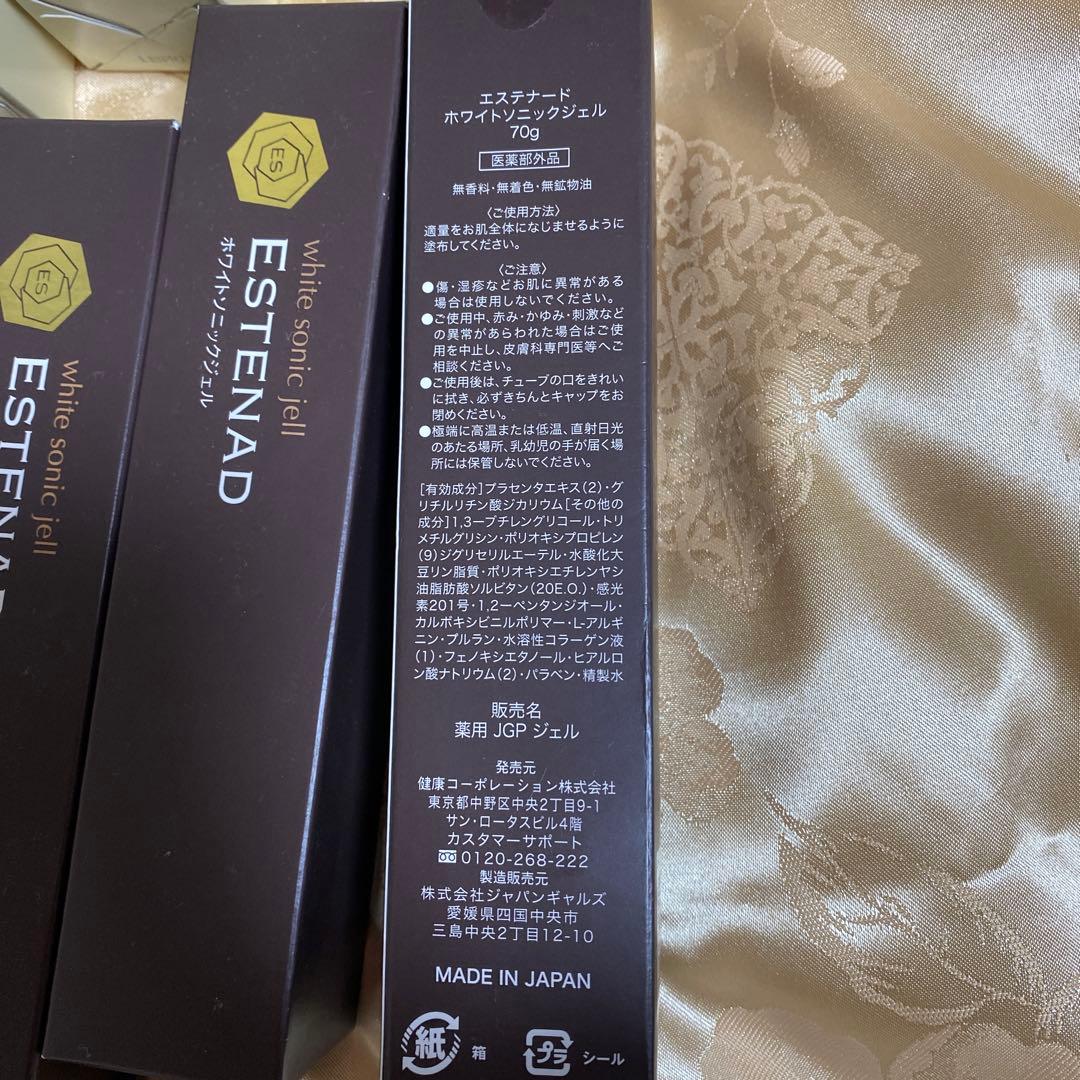 ES
white sonic jell
ESTENAD
ES
white sonic jell
ESTENAD
ホワイトソニックジェル
エステナード
ホワイトソニックジェル
70g
医薬部外品
無香料・無着色・無鉱物油
〈ご使用方法〉
適量をお肌全体になじませるように
塗布してください。
〈ご注意〉
●傷・湿疹などお肌に異常がある
場合は使用しないでください。
●ご使用中、赤み・かゆみ・刺激など
の異常があらわれた場合はご使
用を中止し、皮膚科専門医等へご
相談ください。
●ご使用後は、チューブの口をきれい
に拭き、必ずきちんとキャップをお
閉めください。
●極端に高温または低温、直射日光
のあたる場所、乳幼児の手が届く場
所には保管しないでください。
[有効成分]プラセンタエキス(2)・グ
リチルリチン酸ジカリウム[その他の
成分]1,3ーブチレングリコール・トリ
メチルグリシン・ポリオキシプロピレン
(9)ジグリセリルエーテル・水酸化大
豆リン脂質・ポリオキシエチレンヤシ
油脂肪酸ソルビタン(20E.O.)・感光
素201号・1,2ーペンタンジオール・
カルボキシビニルポリマー・L-アルギ
ニン・プルラン・水溶性コラーゲン液
(1)・フェノキシエタノール・ヒアルロ
ン酸ナトリウム(2)・パラベン・精製水
販売名
薬用 JGP ジェル
発売元
健康コーポレーション株式会社
東京都中野区中央2丁目9-1
サン・ロータスビル4階
カスタマーサポート
0120-268-222
製造販売元
株式会社ジャパンギャルズ
愛媛県四国中央市
三島中央2丁目12-10
MADE IN JAPAN
紙 箱
プラ シール